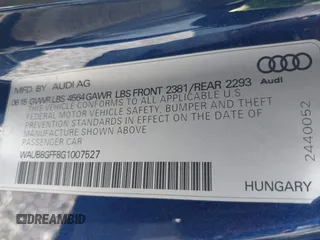 MFD BY: AUDI AG
06.15 GWWR LBS 4564 GAWR LBS FRONT 2381/REAR 2293
THIS VEHICLE CONFORMS TO ALL APPLICABLE U.S.
FEDERAL MOTOR VEHICLE SAFETY, BUMPER AND THEFT
PREVENTION STANDARDS IN EFFECT ON THE DATE
OF MANUFACTURE SHOWN ABOVE
PASSENGER CAR
WAUB8GFF8G1007527
Audi
2440052
HUNGARY
DREAMBID